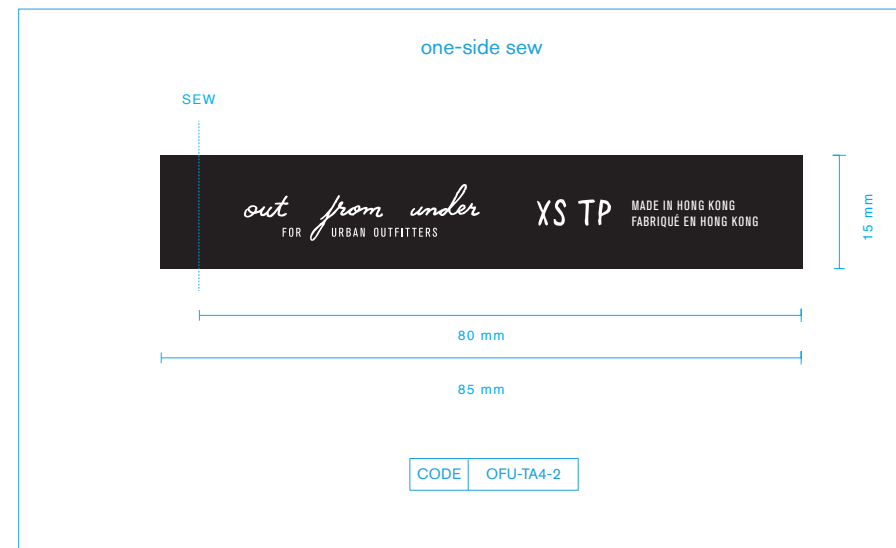 one-side sew
SEW
out from under
FOR URBAN OUTFITTERS
XS TP
MADE IN HONG KONG
FABRIQUÉ EN HONG KONG
15 mm
80 mm
85 mm
CODE OFU-TA4-2